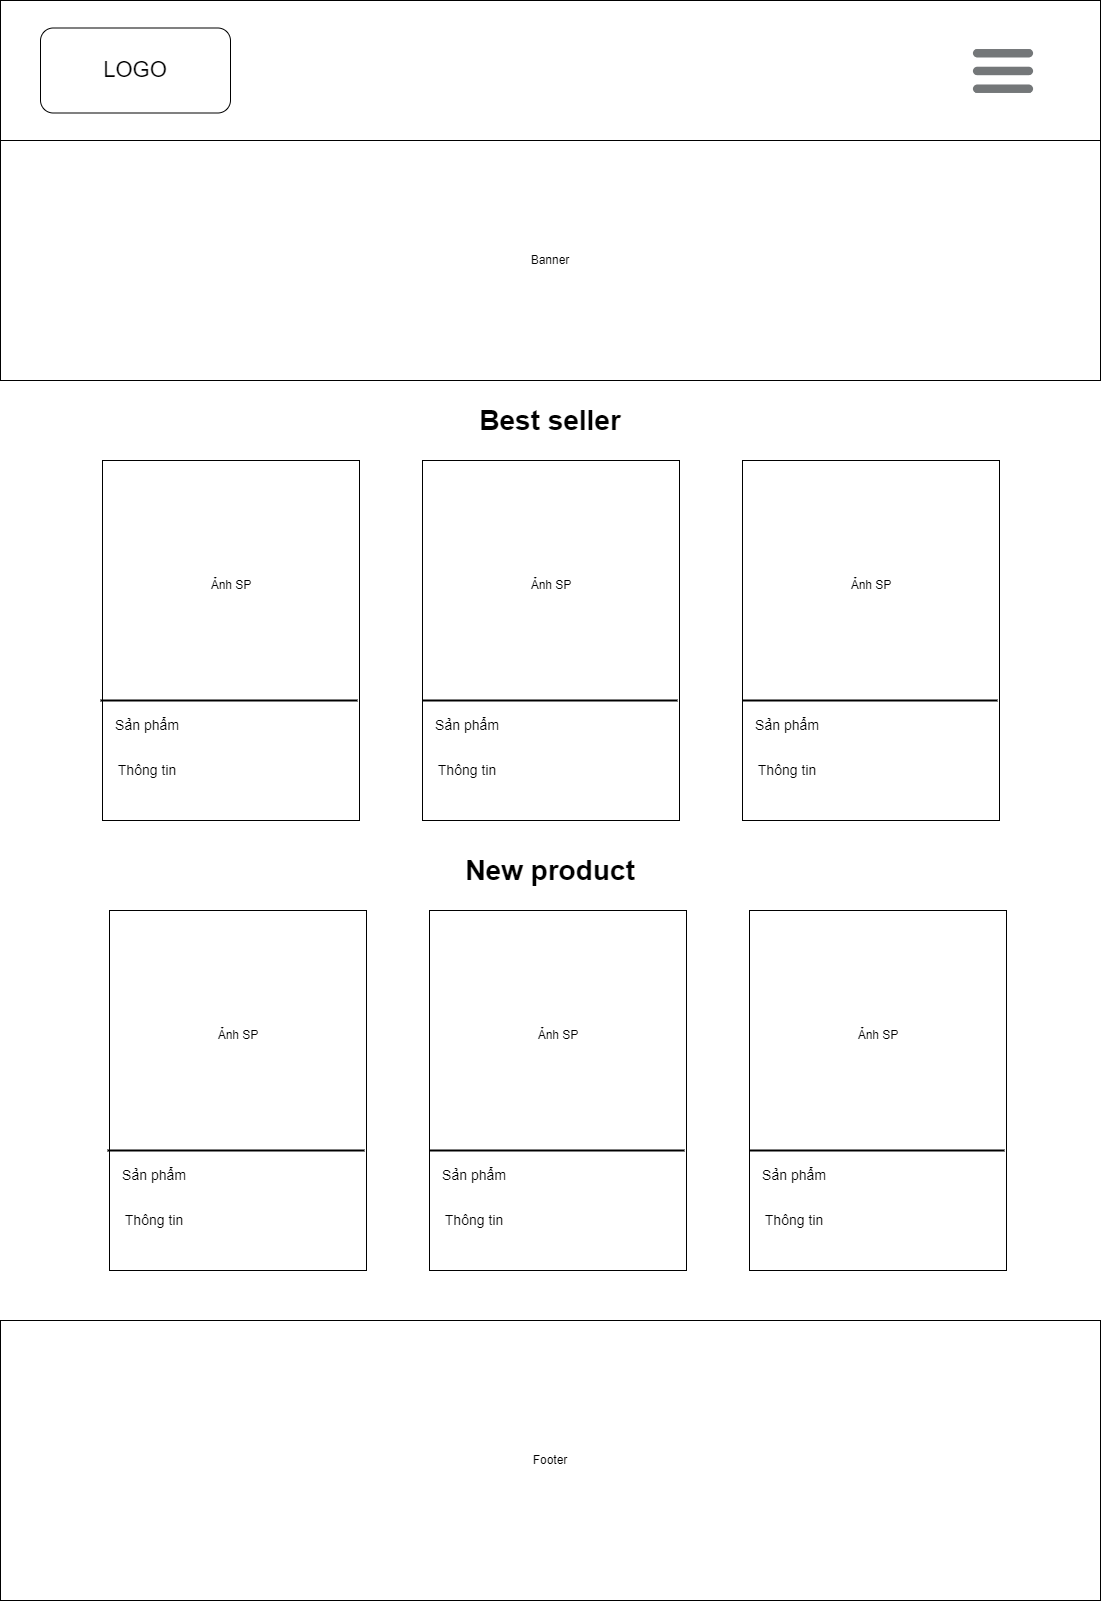 LOGO
Banner
Best seller
Ảnh SP
Ảnh SP
Ảnh SP
Sản phẩm
Sản phẩm
Sản phẩm
Thông tin
Thông tin
Thông tin
New product
Ảnh SP
Ảnh SP
Ảnh SP
Sản phẩm
Sản phẩm
Sản phẩm
Thông tin
Thông tin
Thông tin
Footer